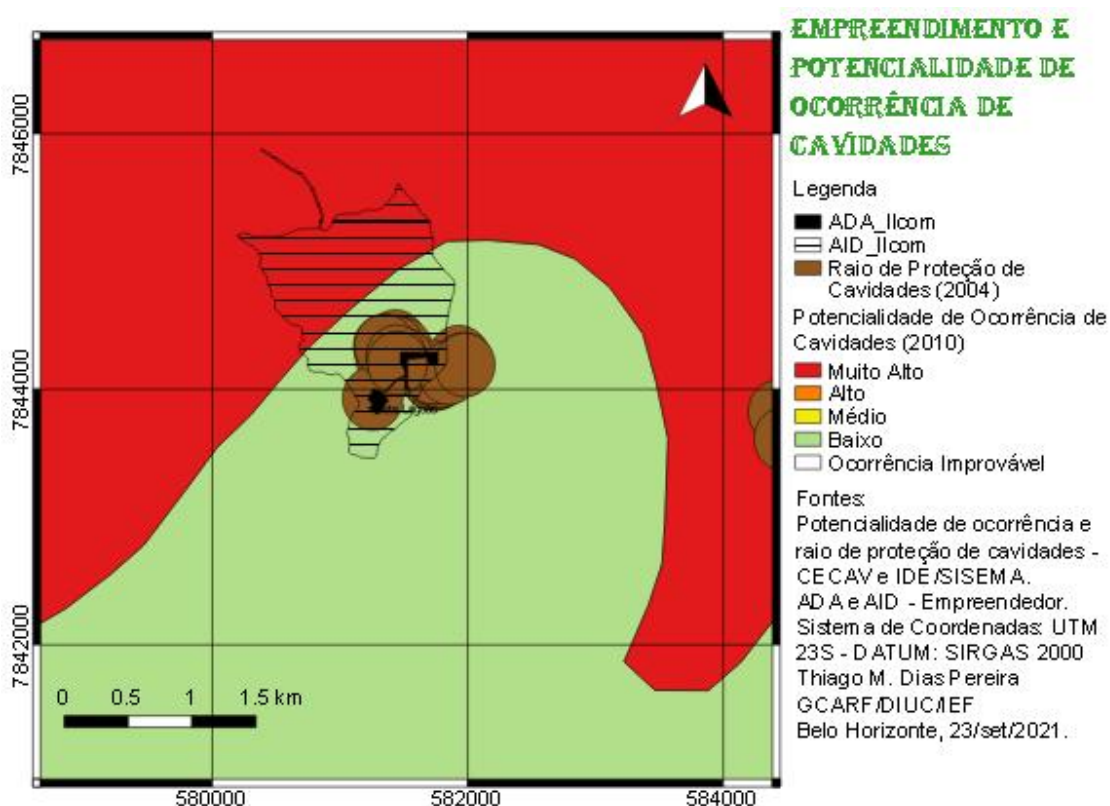 EMPREENDIMENTO E
POTENCIALIDADE DE
OCORRÊNCIA DE
CAVIDADES
Legenda
ADA_Ilcom
AID_Ilcom
Raio de Proteção de
Cavidades (2004)
Potencialidade de Ocorrência de
Cavidades (2010)
Muito Alto
Alto
Médio
Baixo
Ocorrência Improvável
Fontes:
Potencialidade de ocorrência e
raio de proteção de cavidades -
CECAV e IDE/SISEMA.
ADA e AID - Empreendedor.
Sistema de Coordenadas: UTM
23S - DATUM: SIRGAS 2000
Thiago M. Dias Pereira
GCARF/DIUC/IEF
Belo Horizonte, 23/set/2021.
7846000
7844000
7842000
0 0.5 1 1.5 km
580000 582000 584000